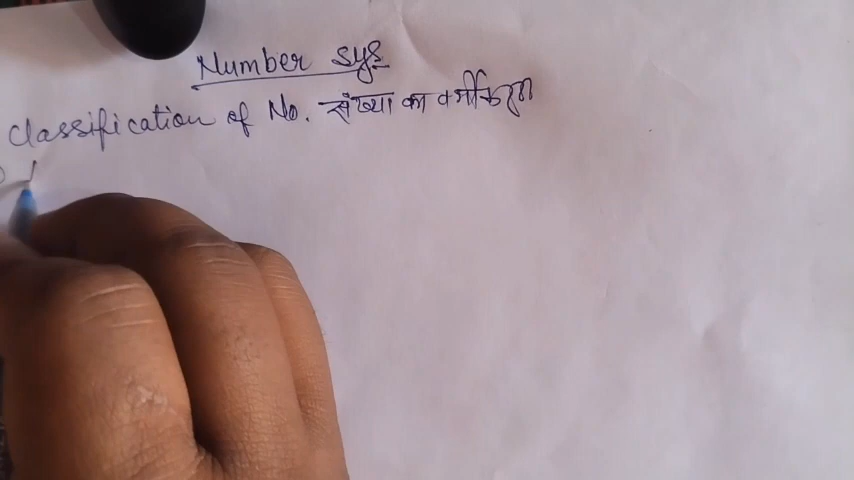 Number sys
Classification of No. संख्या का वर्गीकरण